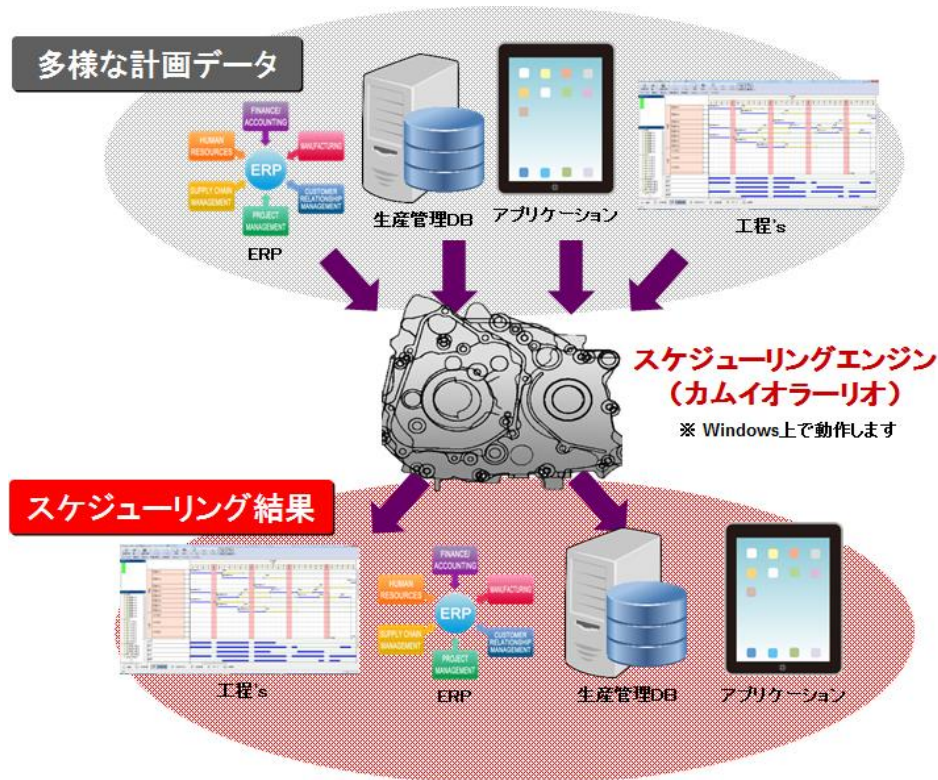 多様な計画データ
FINANCE/
ACCOUNTING
HUMAN
RESOURCES
MANUFACTURING
ERP
SUPPLY CHAIN
MANAGEMENT
CUSTOMER
RELATIONSHIP
MANAGEMENT
PROJECT
MANAGEMENT
ERP
生産管理DB
アプリケーション
工程's
スケジューリングエンジン
（カムイオラーリオ）
※ Windows上で動作します
スケジューリング結果
工程's
FINANCE/
ACCOUNTING
HUMAN
RESOURCES
MANUFACTURING
ERP
SUPPLY CHAIN
MANAGEMENT
CUSTOMER
RELATIONSHIP
MANAGEMENT
PROJECT
MANAGEMENT
ERP
生産管理DB
アプリケーション